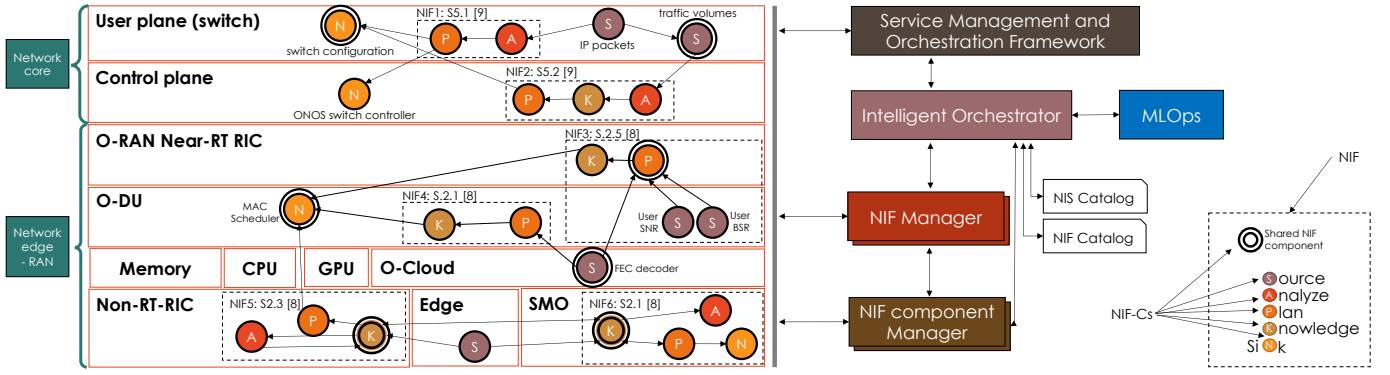 Network
core
User plane (switch)
N
switch configuration
NIF1: S5.1 [9]
P
A
S
IP packets
traffic volumes
S
Control plane
N
ONOS switch controller
NIF2: S5.2 [9]
P
K
A
Network
edge
- RAN
O-RAN Near-RT RIC
NIF3: S.2.5 [8]
K
P
O-DU
MAC
Scheduler
N
NIF4: S.2.1 [8]
K
P
User
SNR
S
S
User
BSR
Memory
CPU
GPU
O-Cloud
S
FEC decoder
Non-RT-RIC
NIF5: S2.3 [8]
A
P
K
Edge
S
SMO
NIF6: S2.1 [8]
K
A
P
N
Service Management and
Orchestration Framework
Intelligent Orchestrator
MLOps
NIS Catalog
NIF Catalog
NIF Manager
NIF component
Manager
NIF
Shared NIF
component
NIF-Cs
Source
Analyze
Plan
Knowledge
SiNk